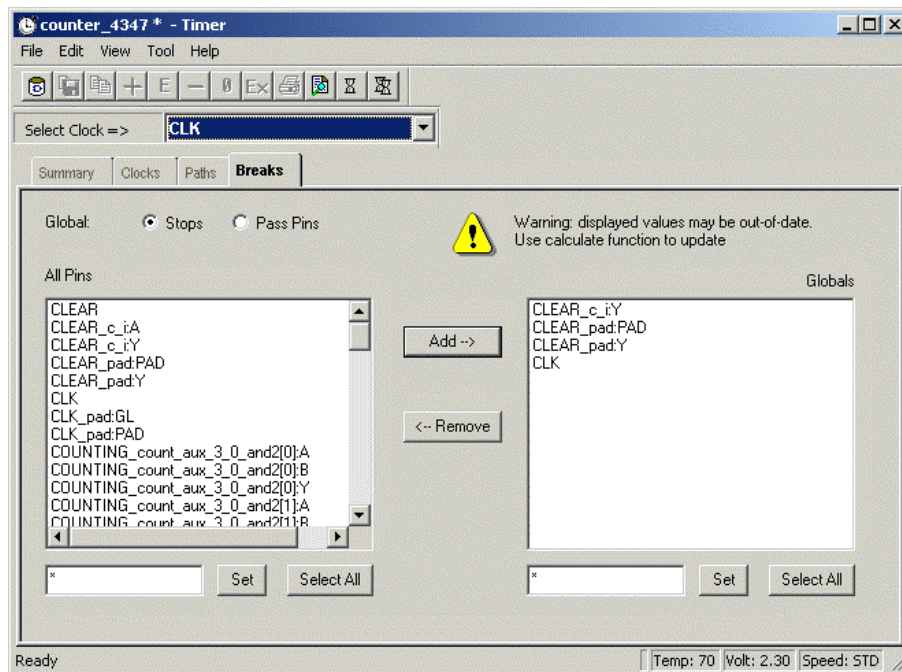 counter_4347 * - Timer
File Edit View Tool Help
E Ex
Select Clock => CLK
Summary Clocks Paths Breaks
Global: Stops Pass Pins
Warning: displayed values may be out-of-date.
Use calculate function to update
All Pins
Globals
CLEAR
CLEAR_c_i:A
CLEAR_c_i:Y
CLEAR_pad:PAD
CLEAR_pad:Y
CLK
CLK_pad:GL
CLK_pad:PAD
COUNTING_count_aux_3_0_and2[0]:A
COUNTING_count_aux_3_0_and2[0]:B
COUNTING_count_aux_3_0_and2[0]:Y
COUNTING_count_aux_3_0_and2[1]:A
COUNTING_count_aux_3_0_and2[1]:B
Add -->
<-- Remove
CLEAR_c_i:Y
CLEAR_pad:PAD
CLEAR_pad:Y
CLK
* Set Select All
* Set Select All
Ready
Temp: 70 Volt: 2.30 Speed: STD